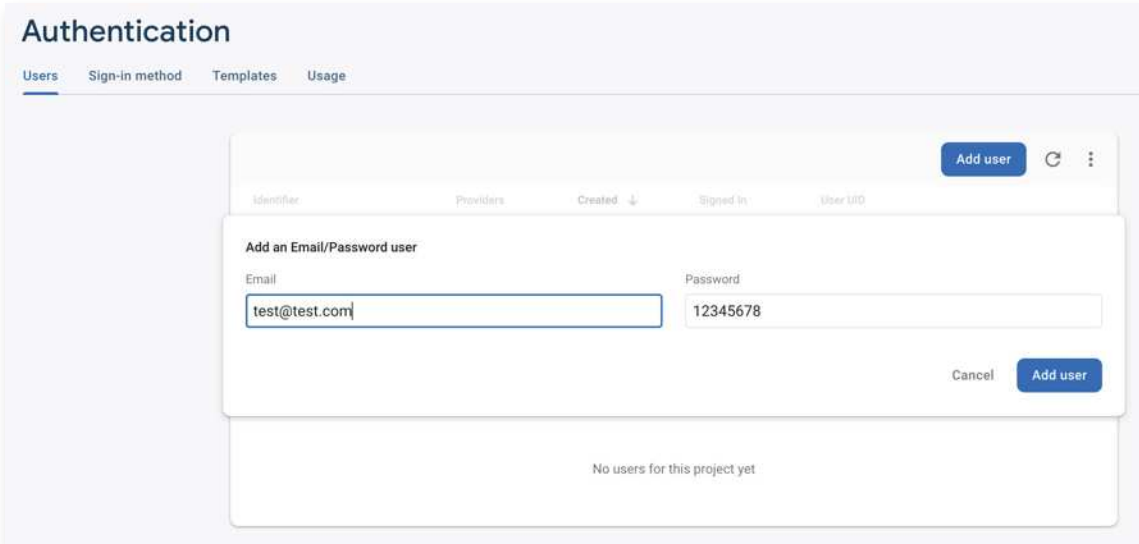 Authentication
Users Sign-in method Templates Usage
Add user
Identifier Providers Created Signed In User UID
Add an Email/Password user
Email Password
test@test.com 12345678
Cancel Add user
No users for this project yet